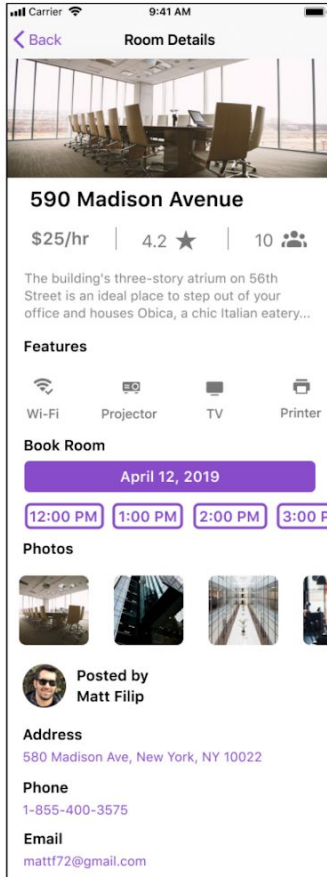 Carrier 9:41 AM
Back Room Details
590 Madison Avenue
$25/hr 4.2 10
The building's three-story atrium on 56th
Street is an ideal place to step out of your
office and houses Obica, a chic Italian eatery...
Features
Wi-Fi Projector TV Printer
Book Room
April 12, 2019
12:00 PM 1:00 PM 2:00 PM 3:00 P
Photos
Posted by
Matt Filip
Address
580 Madison Ave, New York, NY 10022
Phone
1-855-400-3575
Email
mattf72@gmail.com